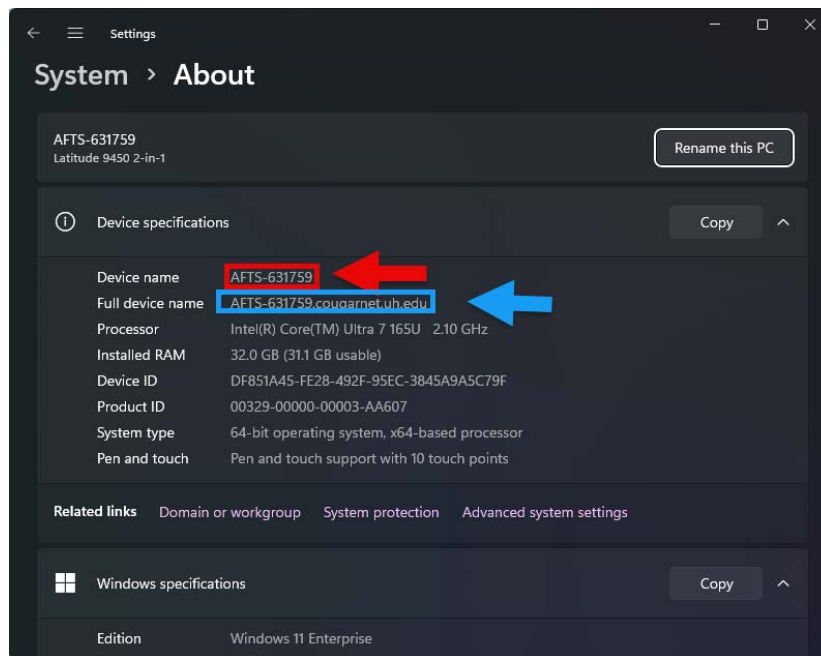 Settings
System > About
AFTS-631759
Latitude 9450 2-in-1
Rename this PC
Device specifications
Copy
Device name AFTS-631759
Full device name AFTS-631759.cougarnet.uh.edu
Processor Intel(R) Core(TM) Ultra 7 165U 2.10 GHz
Installed RAM 32.0 GB (31.1 GB usable)
Device ID DF851A45-FE28-492F-95EC-3845A9A5C79F
Product ID 00329-00000-00003-AA607
System type 64-bit operating system, x64-based processor
Pen and touch Pen and touch support with 10 touch points
Related links Domain or workgroup System protection Advanced system settings
Windows specifications
Copy
Edition Windows 11 Enterprise